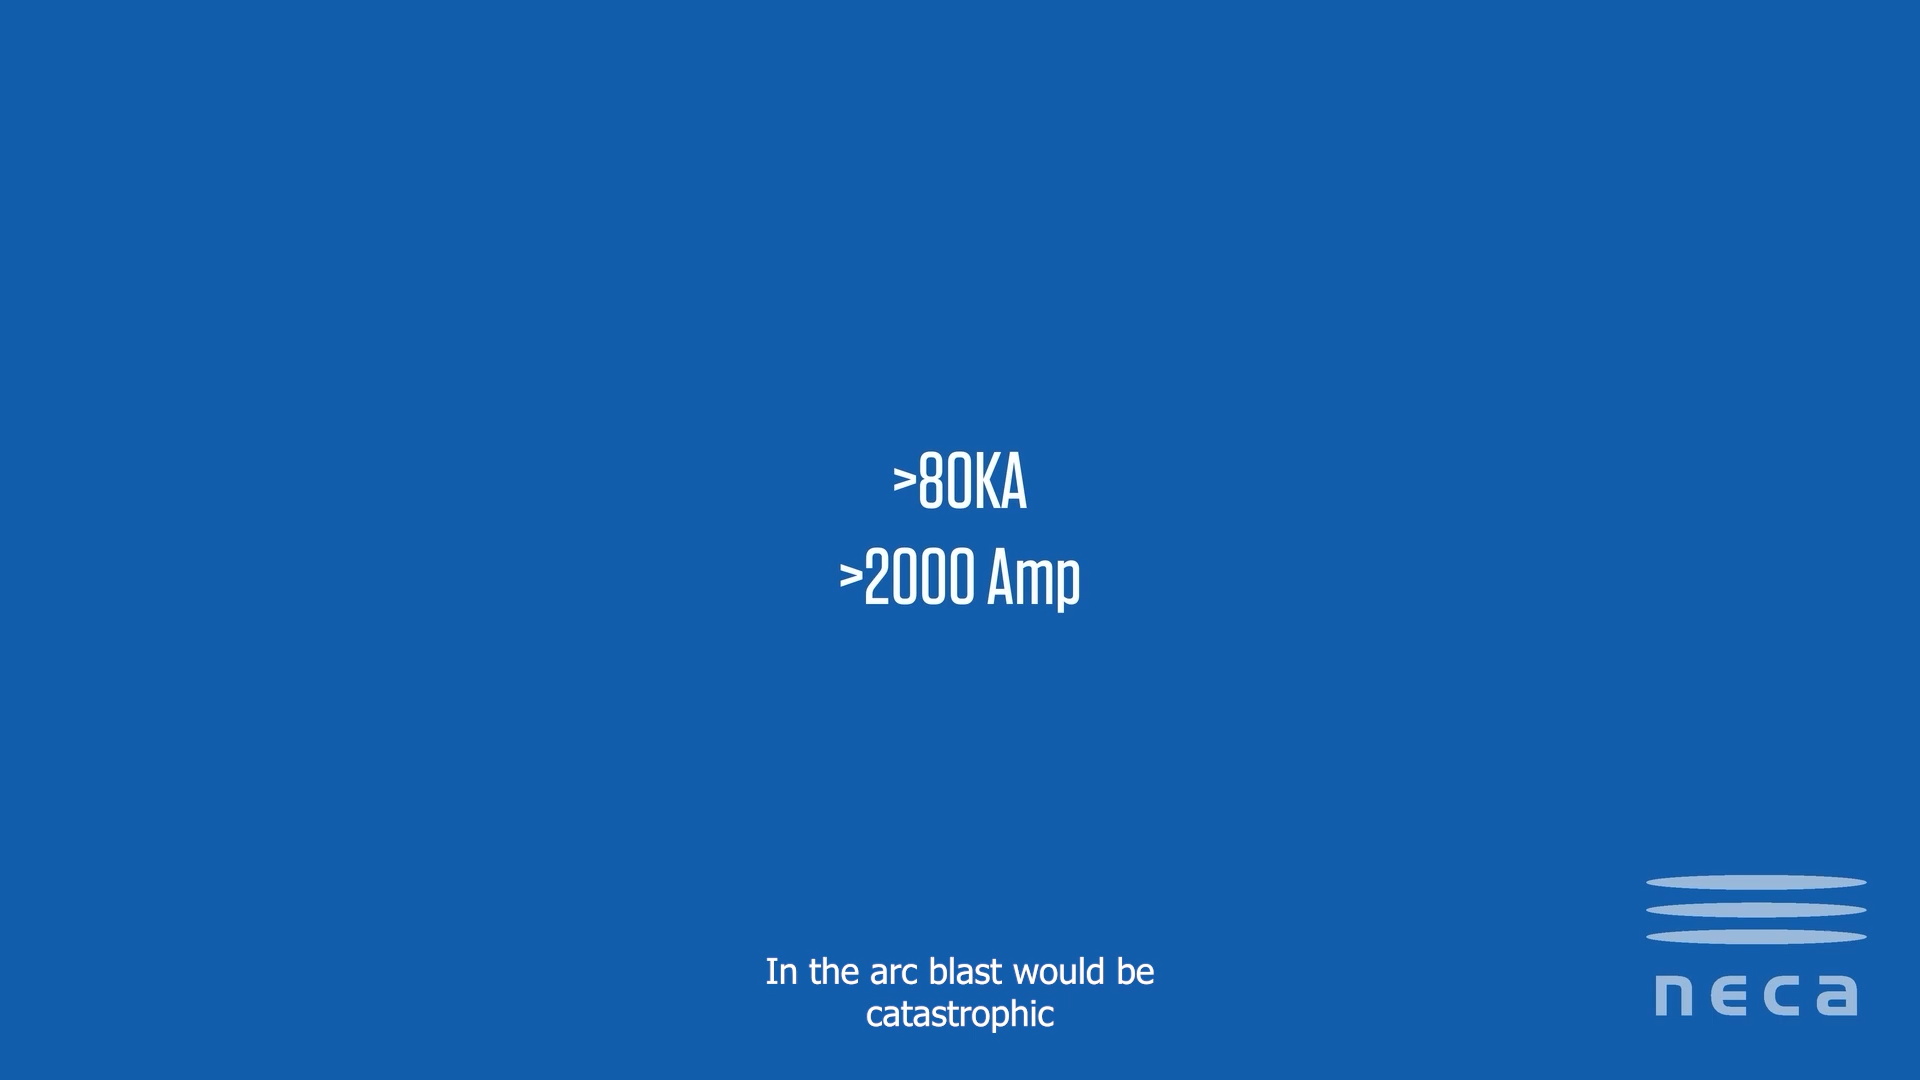 >80KA
>2000 Amp
In the arc blast would be
catastrophic
neca